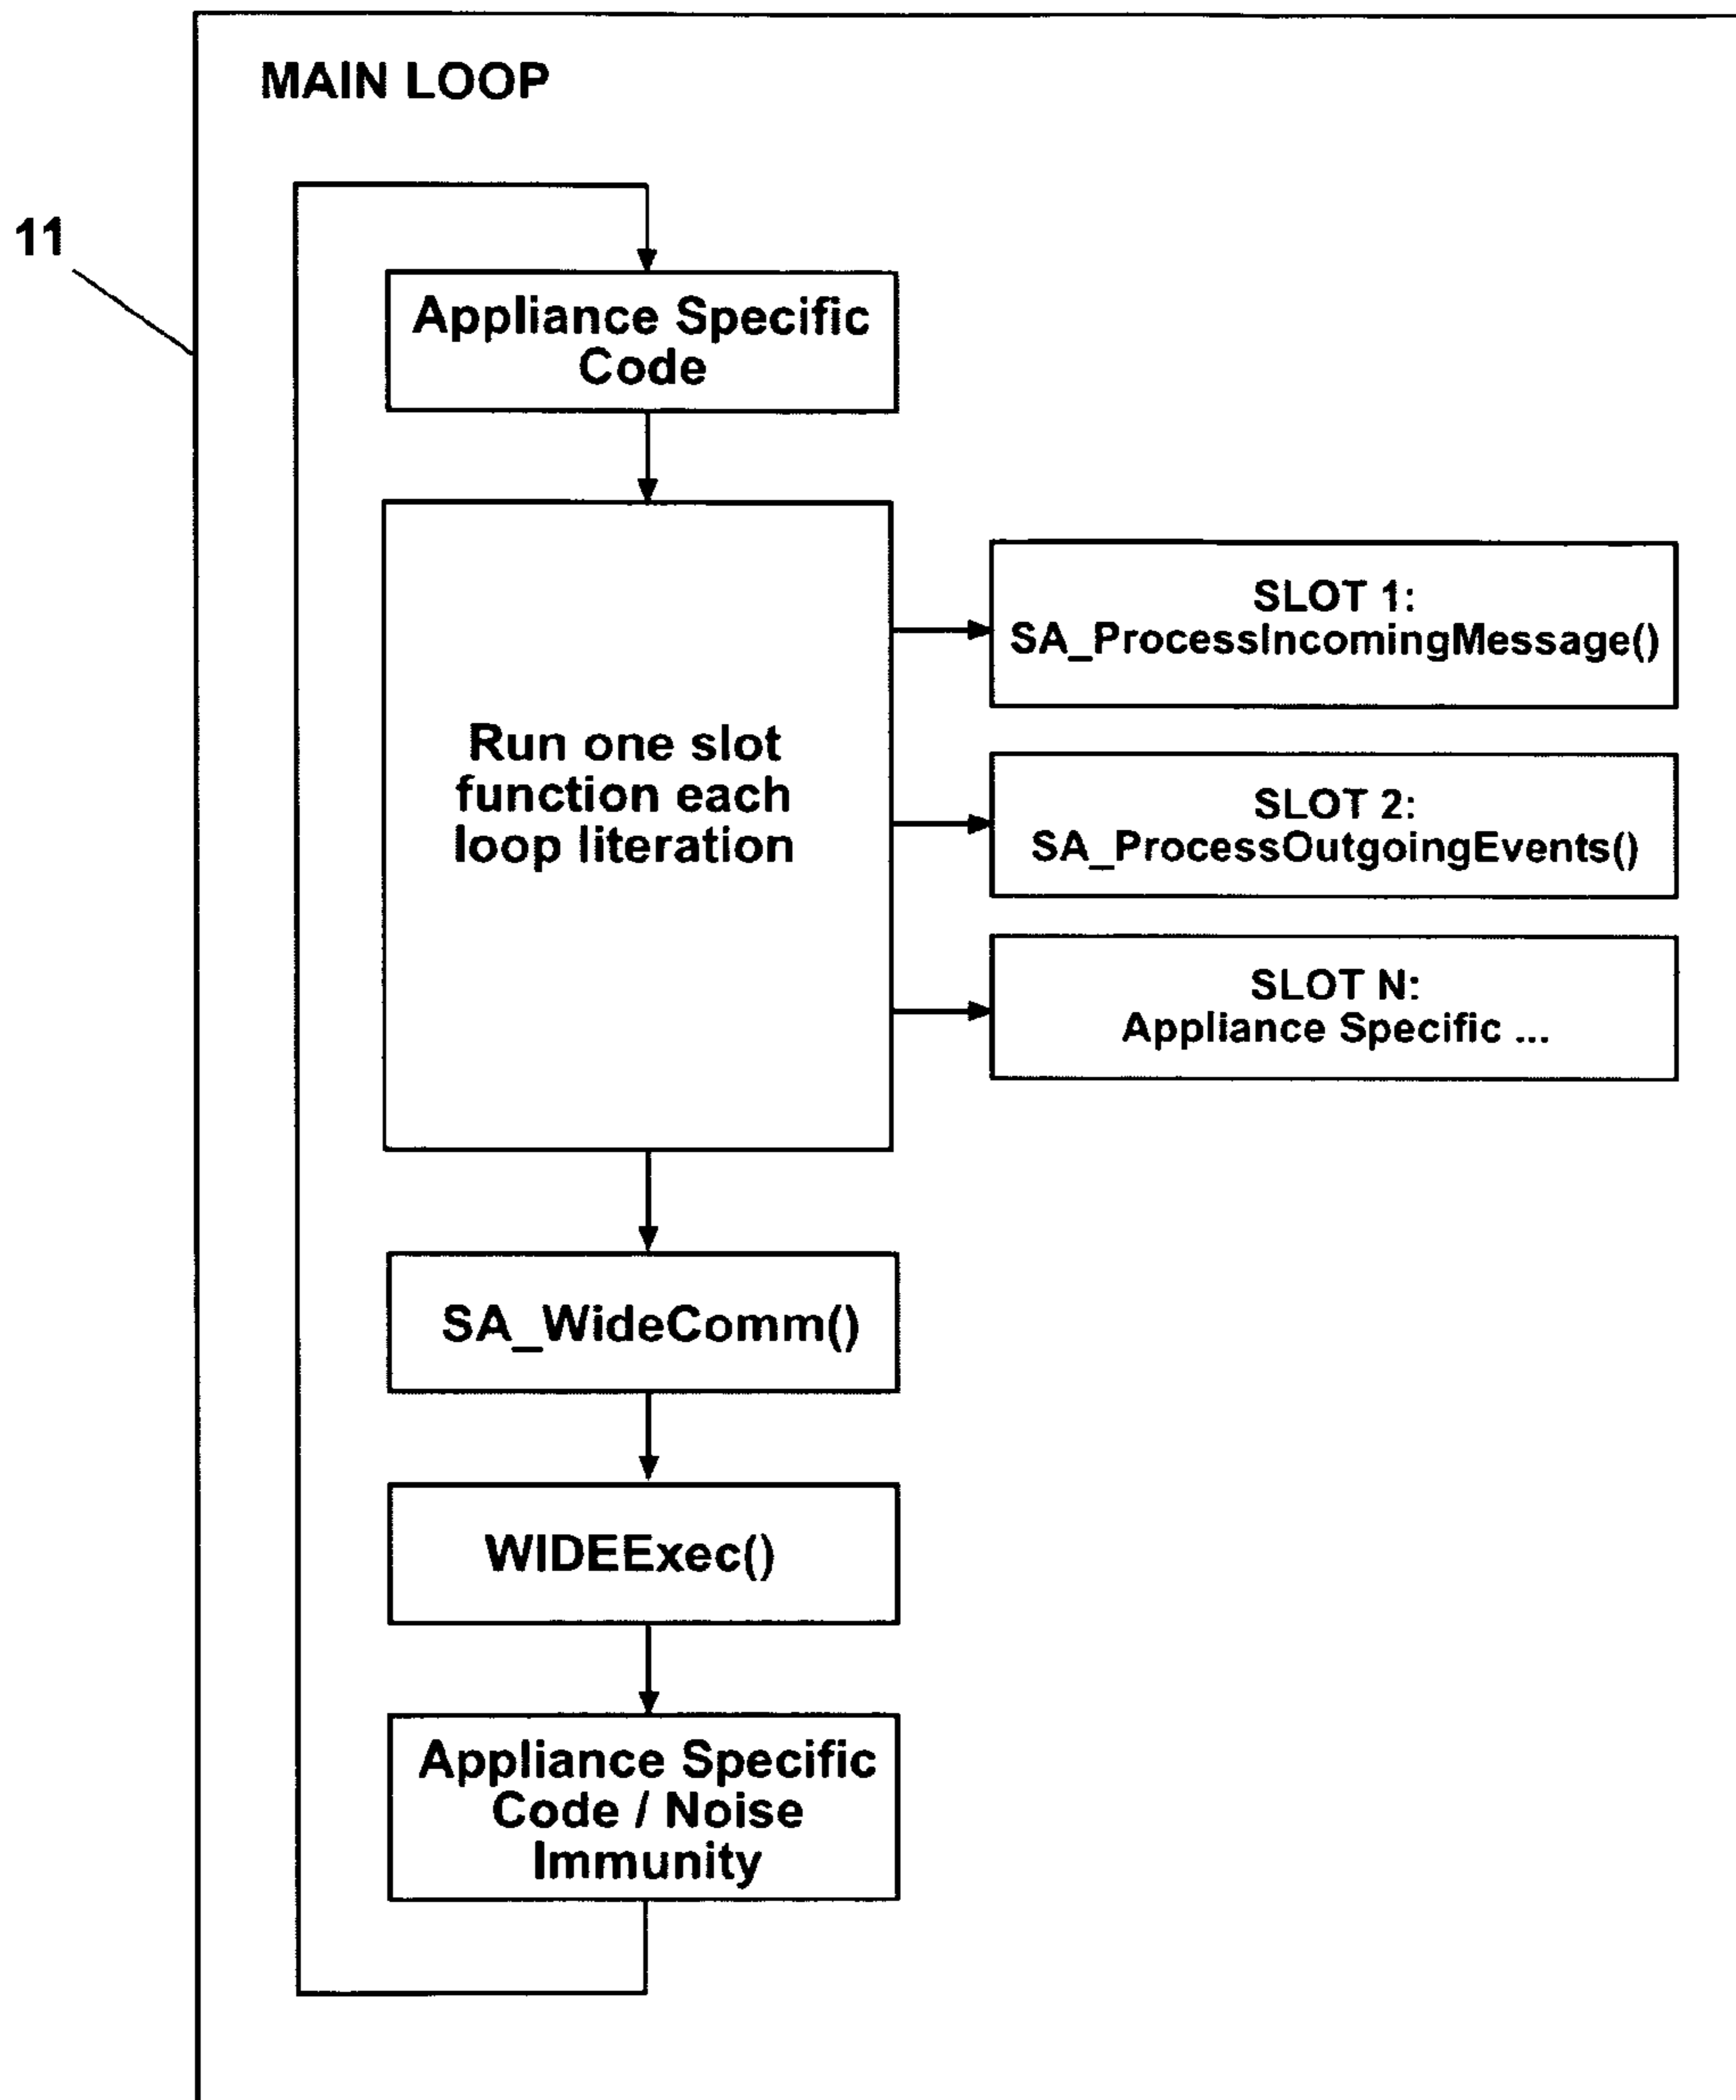 MAIN LOOP
11
Appliance Specific
Code
Run one slot
function each
loop literation
SLOT 1:
SA_ProcessIncomingMessage()
SLOT 2:
SA_ProcessOutgoingEvents()
SLOT N:
Appliance Specific ...
SA_WideComm()
WIDEExec()
Appliance Specific
Code / Noise
Immunity